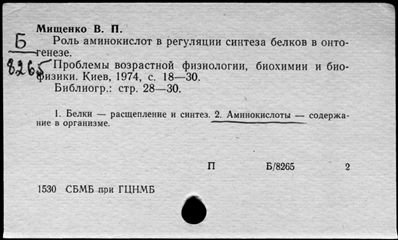 Мищенко В. П.
Б
Роль аминокислот в регуляции синтеза белков в онто-
генезе.
8265
Проблемы возрастной физиологии, биохимии и био-
физики. Киев, 1974, с. 18—30.
Библиогр.: стр. 28—30.
1. Белки — расщепление и синтез. 2. Аминокислоты — содержа-
ние в организме.
П Б/8265 2
1530 СБМБ при ГЦНМБ